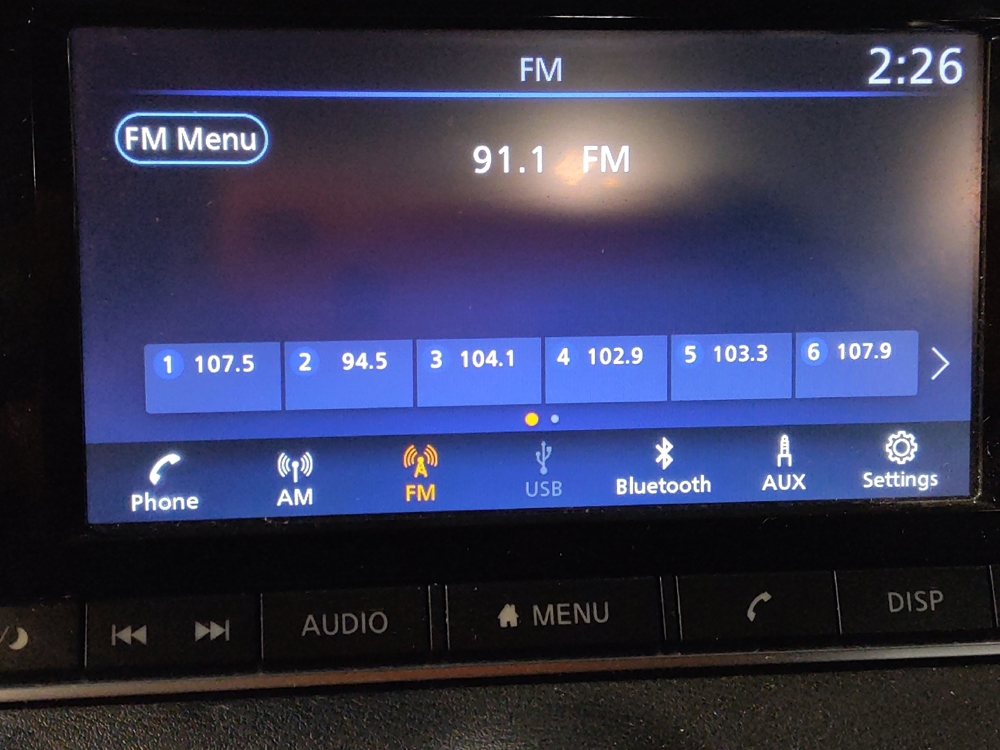 FM 2:26
FM Menu
91.1 FM
1 107.5 2 94.5 3 104.1 4 102.9 5 103.3 6 107.9
Phone AM FM USB Bluetooth AUX Settings
AUDIO MENU DISP